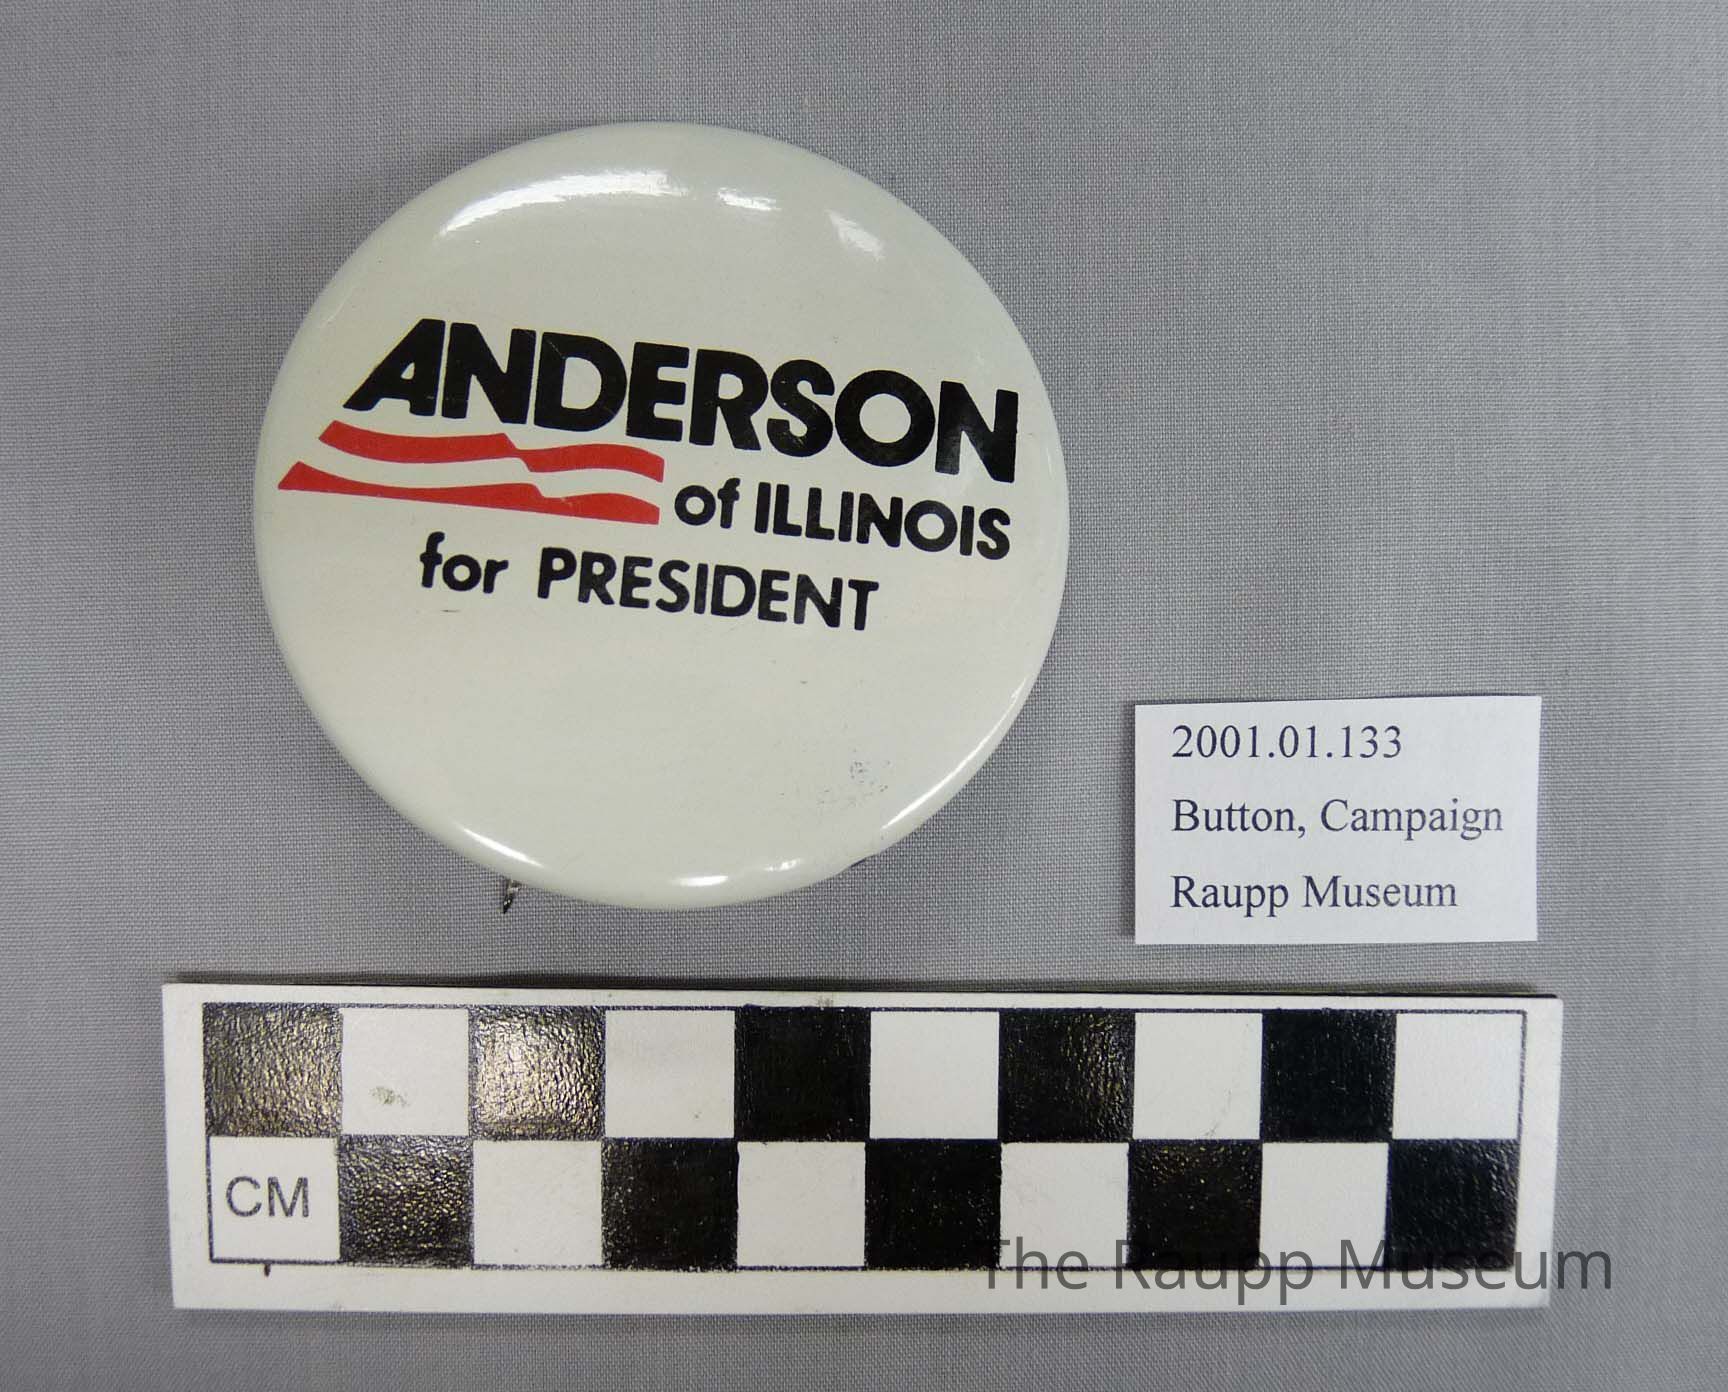 ANDERSON
of ILLINOIS
for PRESIDENT
2001.01.133
Button, Campaign
Raupp Museum
CM
The Raupp Museum